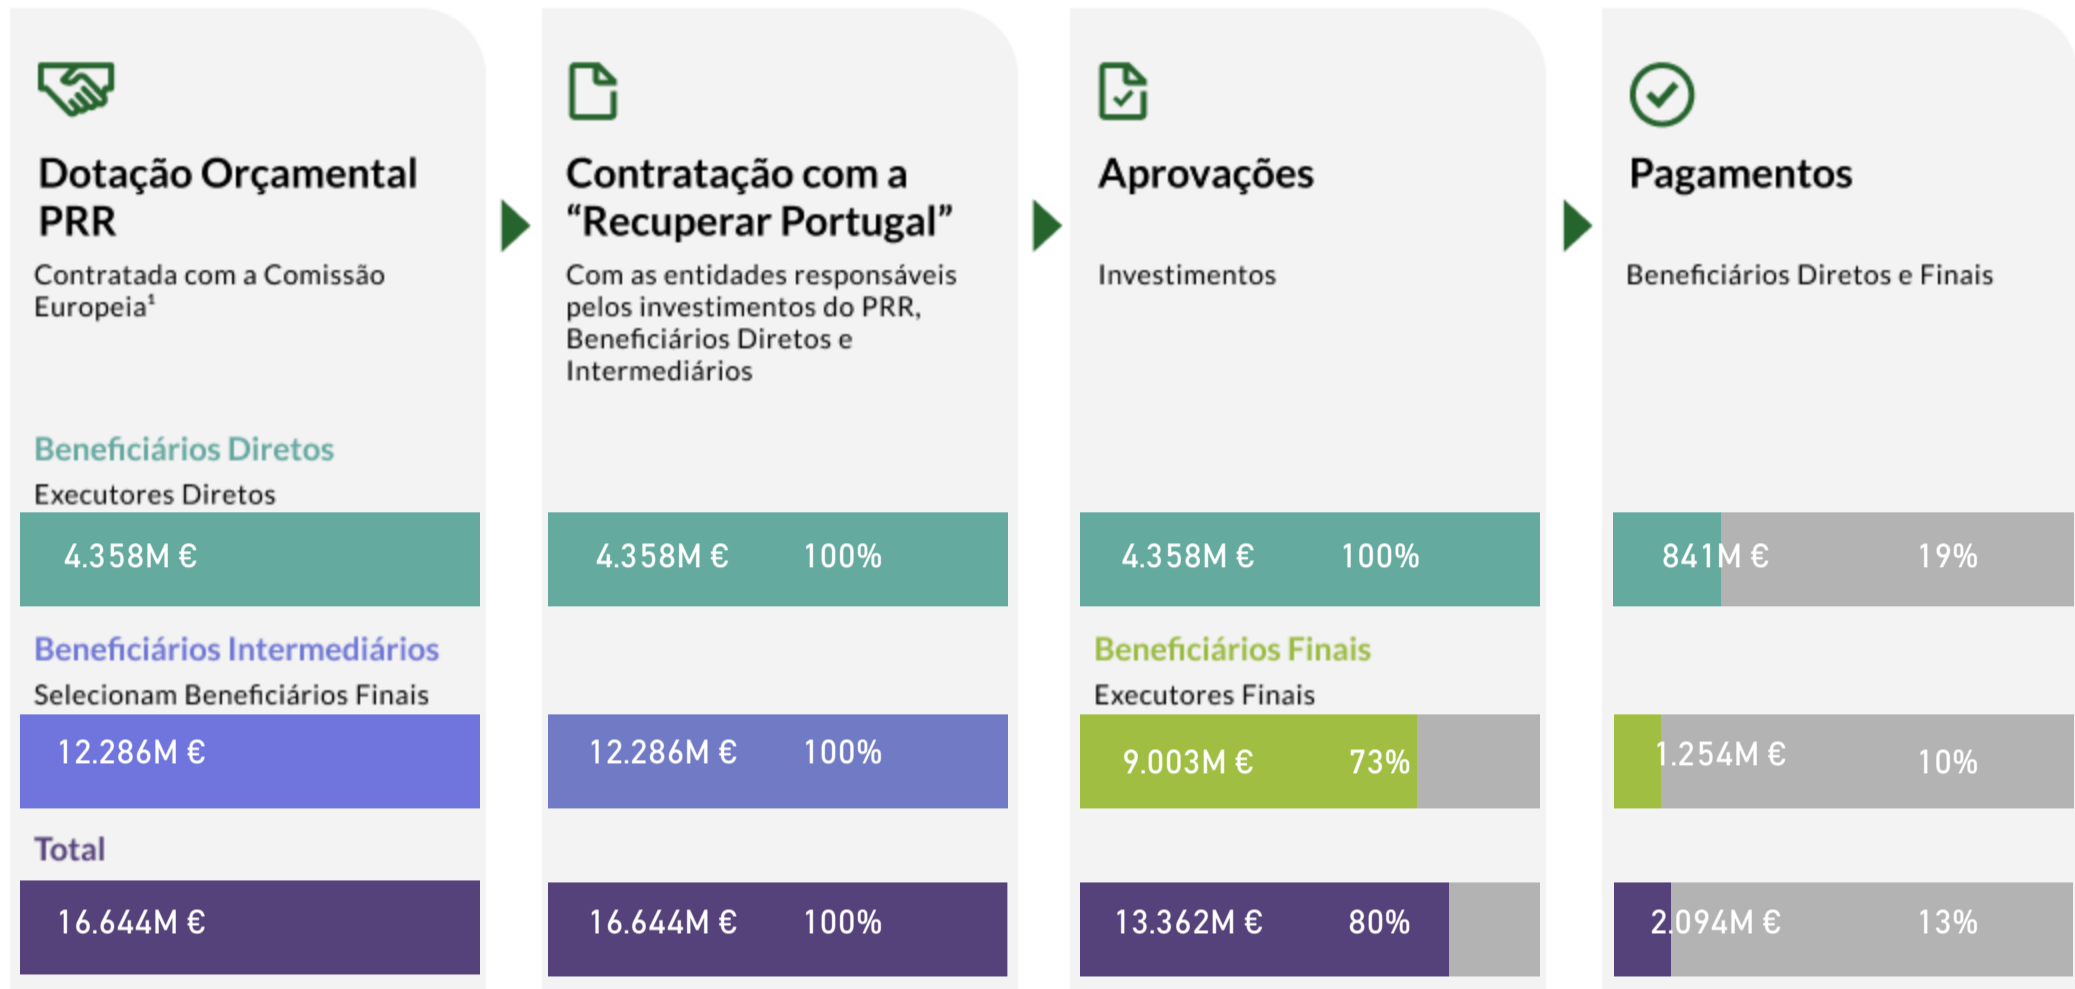 Dotação Orçamental
PRR
Contratada com a Comissão
Europeia¹
Beneficiários Diretos
Executores Diretos
4.358M €
Beneficiários Intermediários
Selecionam Beneficiários Finais
12.286M €
Total
16.644M €
Contratação com a
“Recuperar Portugal”
Com as entidades responsáveis
pelos investimentos do PRR,
Beneficiários Diretos e
Intermediários
4.358M € 100%
12.286M € 100%
16.644M € 100%
Aprovações
Investimentos
4.358M € 100%
Beneficiários Finais
Executores Finais
9.003M € 73%
13.362M € 80%
Pagamentos
Beneficiários Diretos e Finais
841M € 19%
1.254M € 10%
2.094M € 13%